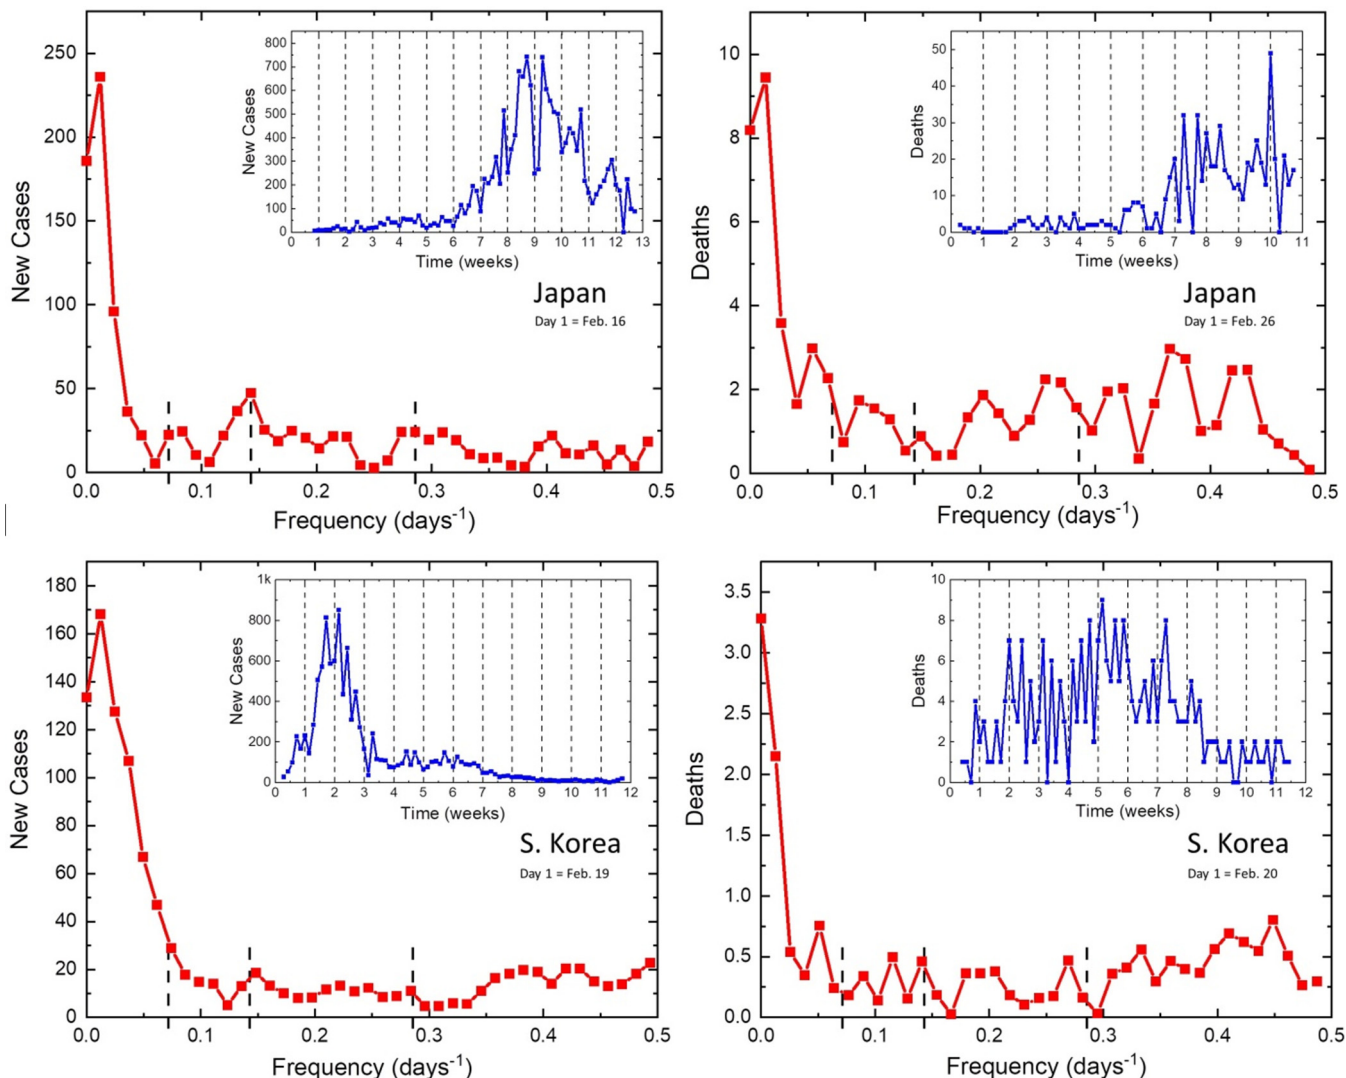 250
200
150
100
50
0
New Cases
0.0 0.1 0.2 0.3 0.4 0.5
Frequency (days-1)
800
700
600
500
400
300
200
100
0
New Cases
0 1 2 3 4 5 6 7 8 9 10 11 12 13
Time (weeks)
Japan
Day 1 = Feb. 16
10
8
6
4
2
0
Deaths
0.0 0.1 0.2 0.3 0.4 0.5
Frequency (days-1)
50
40
30
20
10
0
Deaths
0 1 2 3 4 5 6 7 8 9 10 11
Time (weeks)
Japan
Day 1 = Feb. 26
180
160
140
120
100
80
60
40
20
0
New Cases
0.0 0.1 0.2 0.3 0.4 0.5
Frequency (days-1)
1k
800
600
400
200
0
New Cases
0 1 2 3 4 5 6 7 8 9 10 11 12
Time (weeks)
S. Korea
Day 1 = Feb. 19
3.5
3.0
2.5
2.0
1.5
1.0
0.5
0.0
Deaths
0.0 0.1 0.2 0.3 0.4 0.5
Frequency (days-1)
10
8
6
4
2
0
Deaths
0 1 2 3 4 5 6 7 8 9 10 11 12
Time (weeks)
S. Korea
Day 1 = Feb. 20